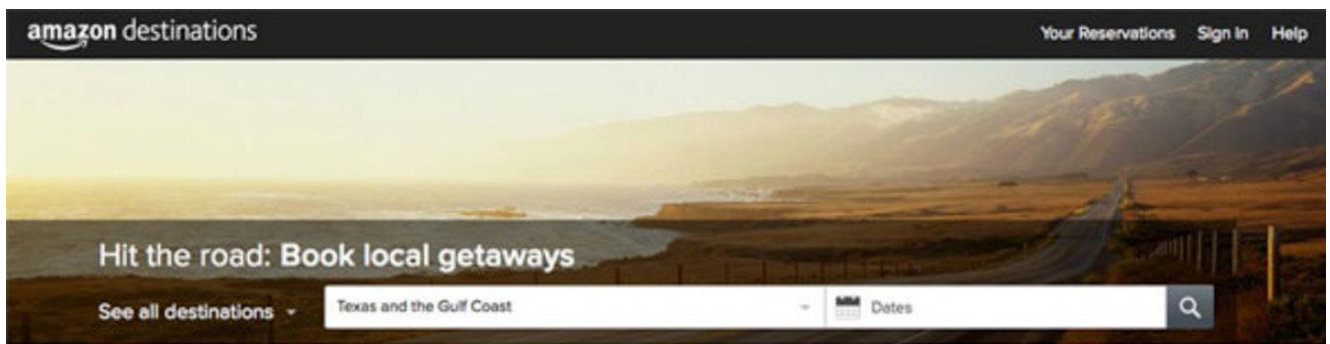 amazon destinations
Your Reservations Sign In Help
Hit the road: Book local getaways
See all destinations Texas and the Gulf Coast Dates